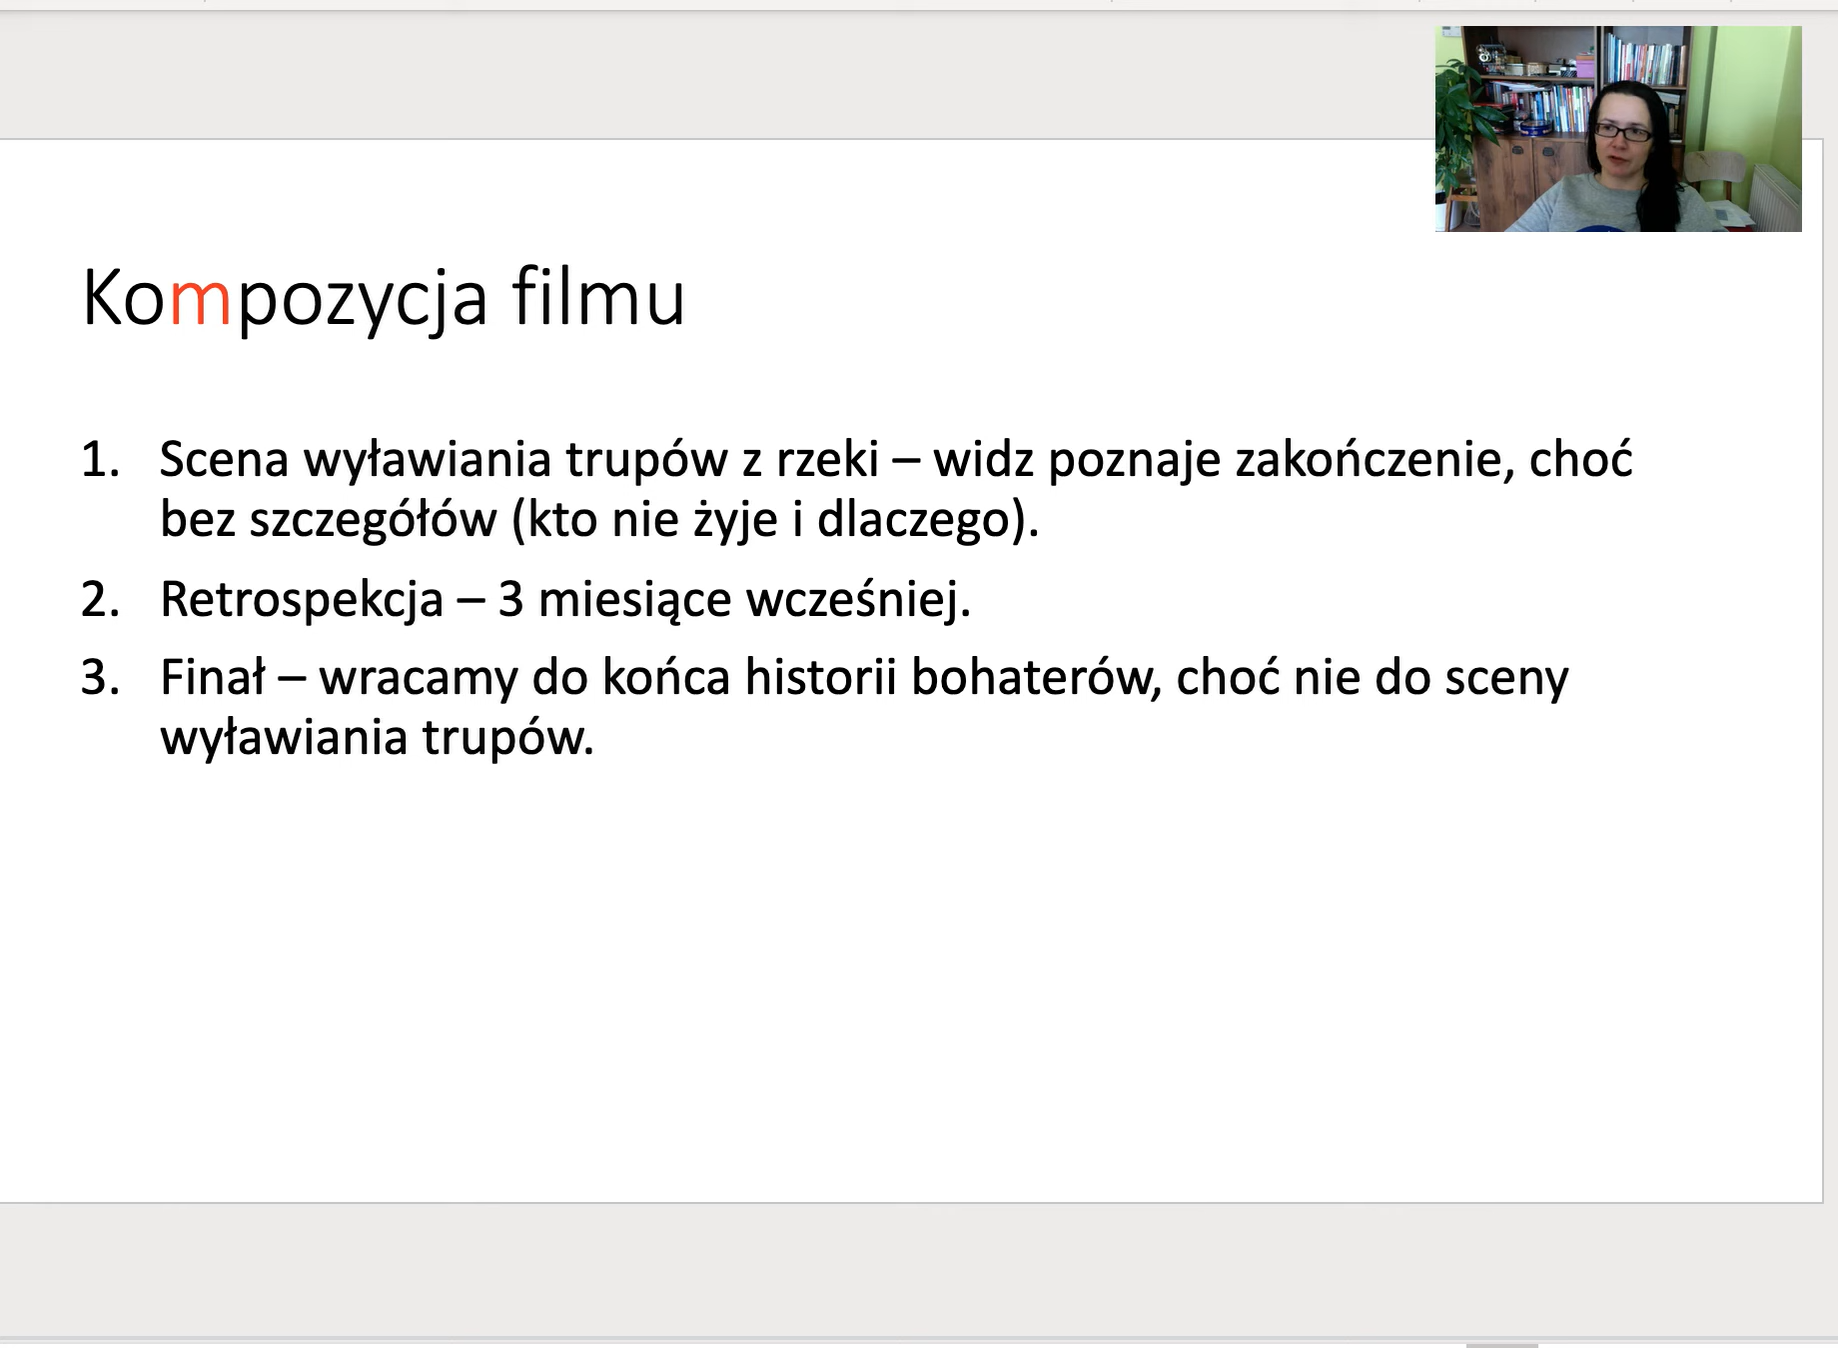 Kompozycja filmu
1. Scena wyławiania trupów z rzeki – widz poznaje zakończenie, choć
bez szczegółów (kto nie żyje i dlaczego).
2. Retrospekcja – 3 miesiące wcześniej.
3. Finał – wracamy do końca historii bohaterów, choć nie do sceny
wyławiania trupów.